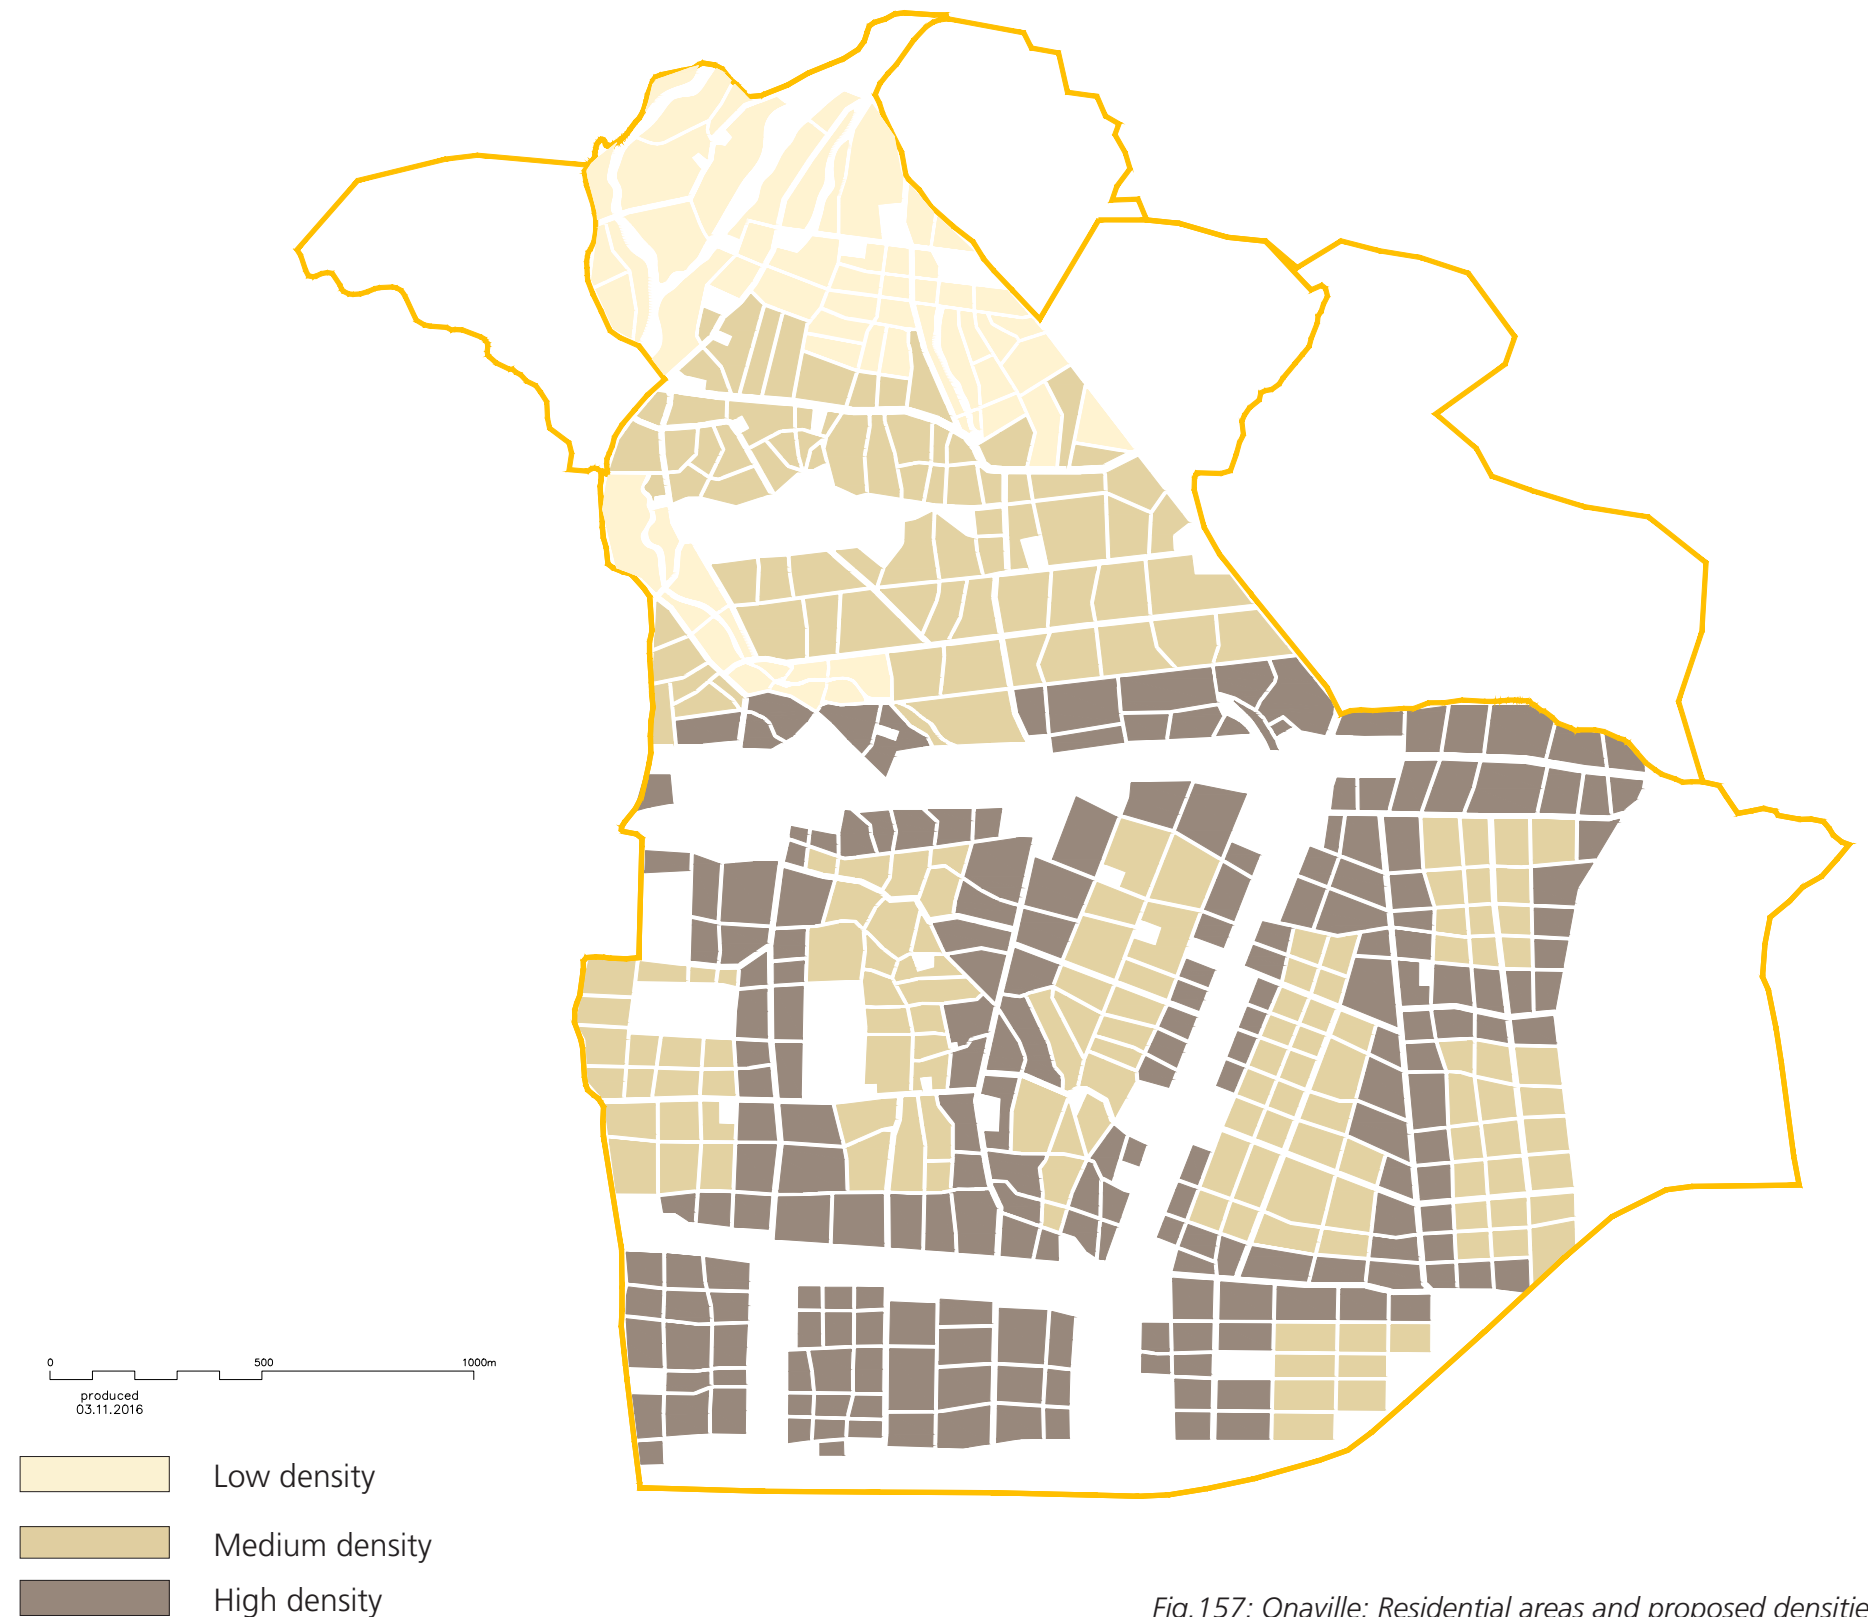 0 500 1000m
produced
03.11.2016
Low density
Medium density
High density
Fig.157: Onaville: Residential areas and proposed densitie